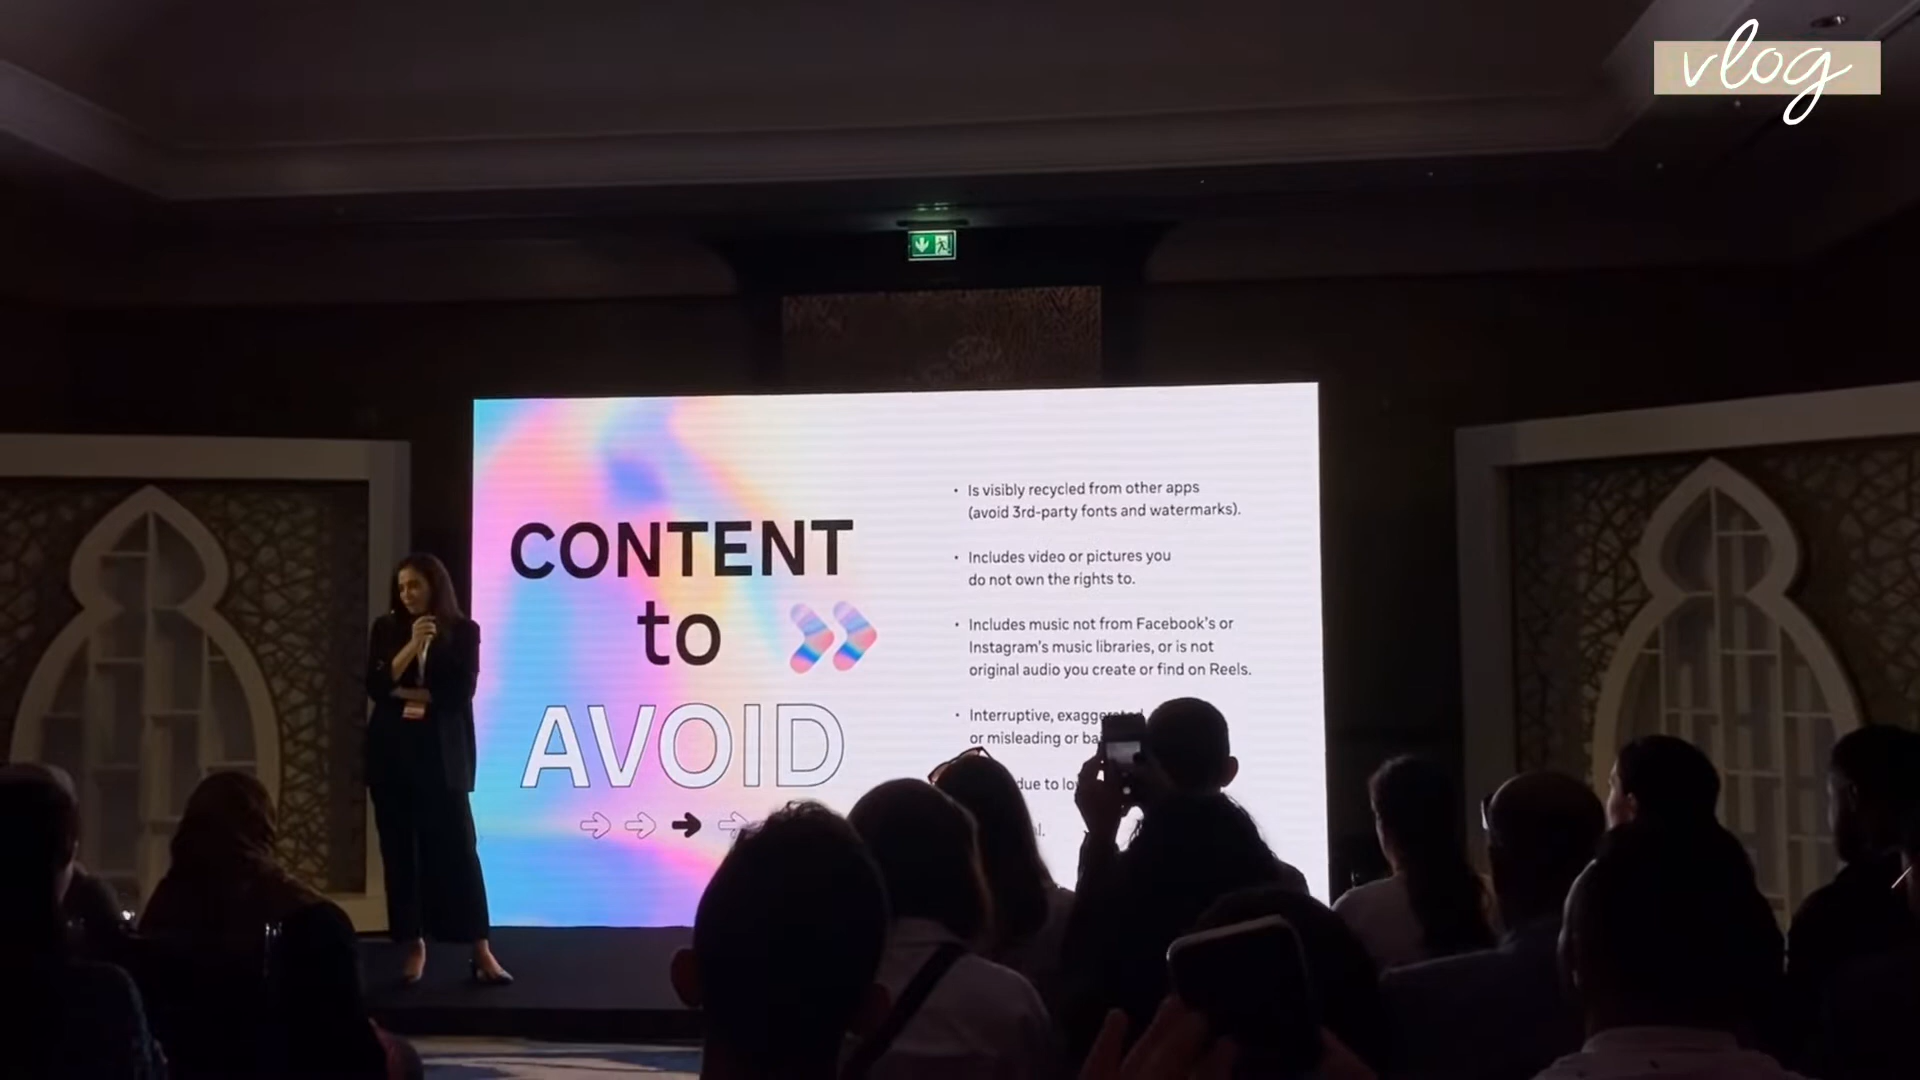 vlog
CONTENT
to
AVOID
• Is visibly recycled from other apps
(avoid 3rd-party fonts and watermarks).
• Includes video or pictures you
do not own the rights to.
• Includes music not from Facebook's or
Instagram's music libraries, or is not
original audio you create or find on Reels.
• Interruptive,
or misleading or
due to